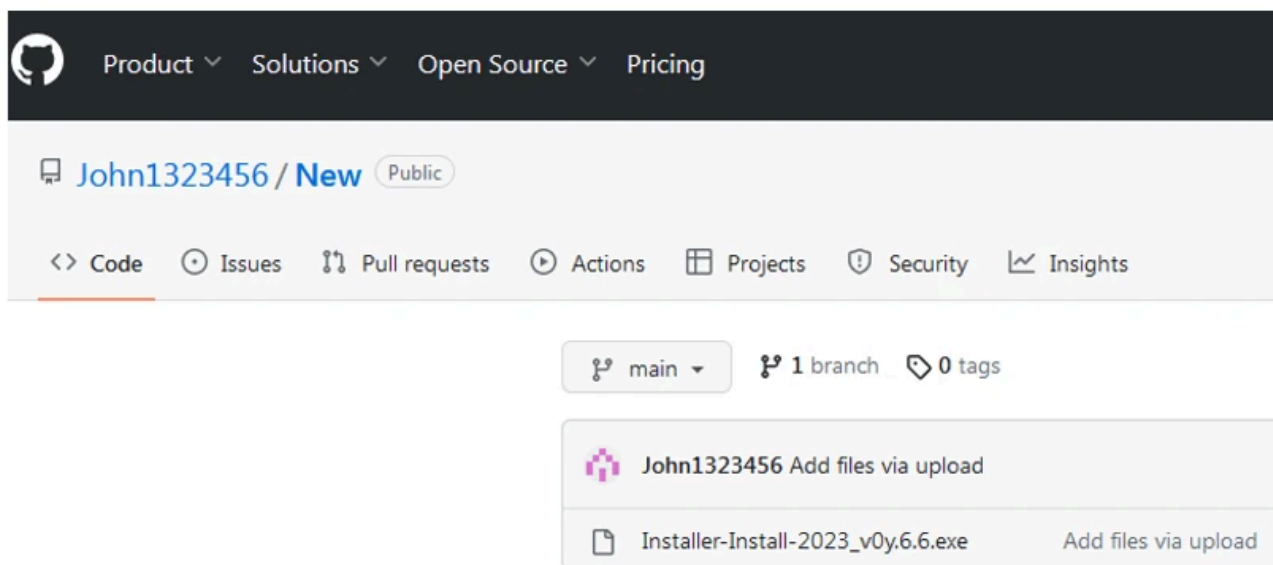 Product Solutions Open Source Pricing
John1323456 / New Public
Code Issues Pull requests Actions Projects Security Insights
main 1 branch 0 tags
John1323456 Add files via upload
Installer-Install-2023_v0y.6.6.exe Add files via upload